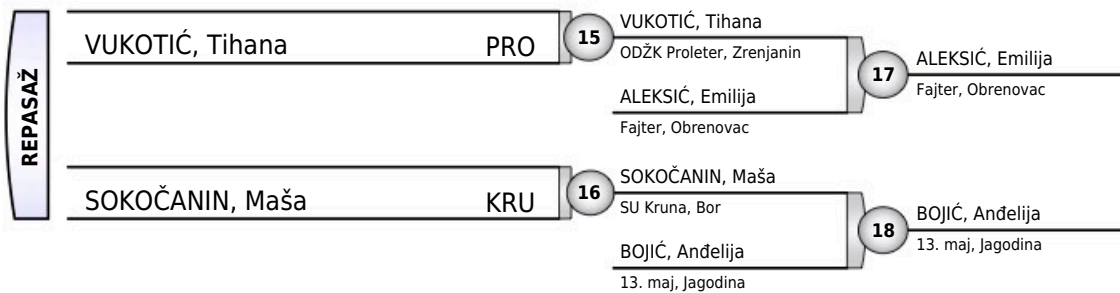 REPASAŽ
VUKOTIĆ, Tihana PRO
15
VUKOTIĆ, Tihana
ODŽK Proleter, Zrenjanin
ALEKSIĆ, Emilija
Fajter, Obrenovac
17
ALEKSIĆ, Emilija
Fajter, Obrenovac
SOKOČANIN, Maša KRU
16
SOKOČANIN, Maša
SU Kruna, Bor
BOJIĆ, Anđelija
13. maj, Jagodina
18
BOJIĆ, Anđelija
13. maj, Jagodina